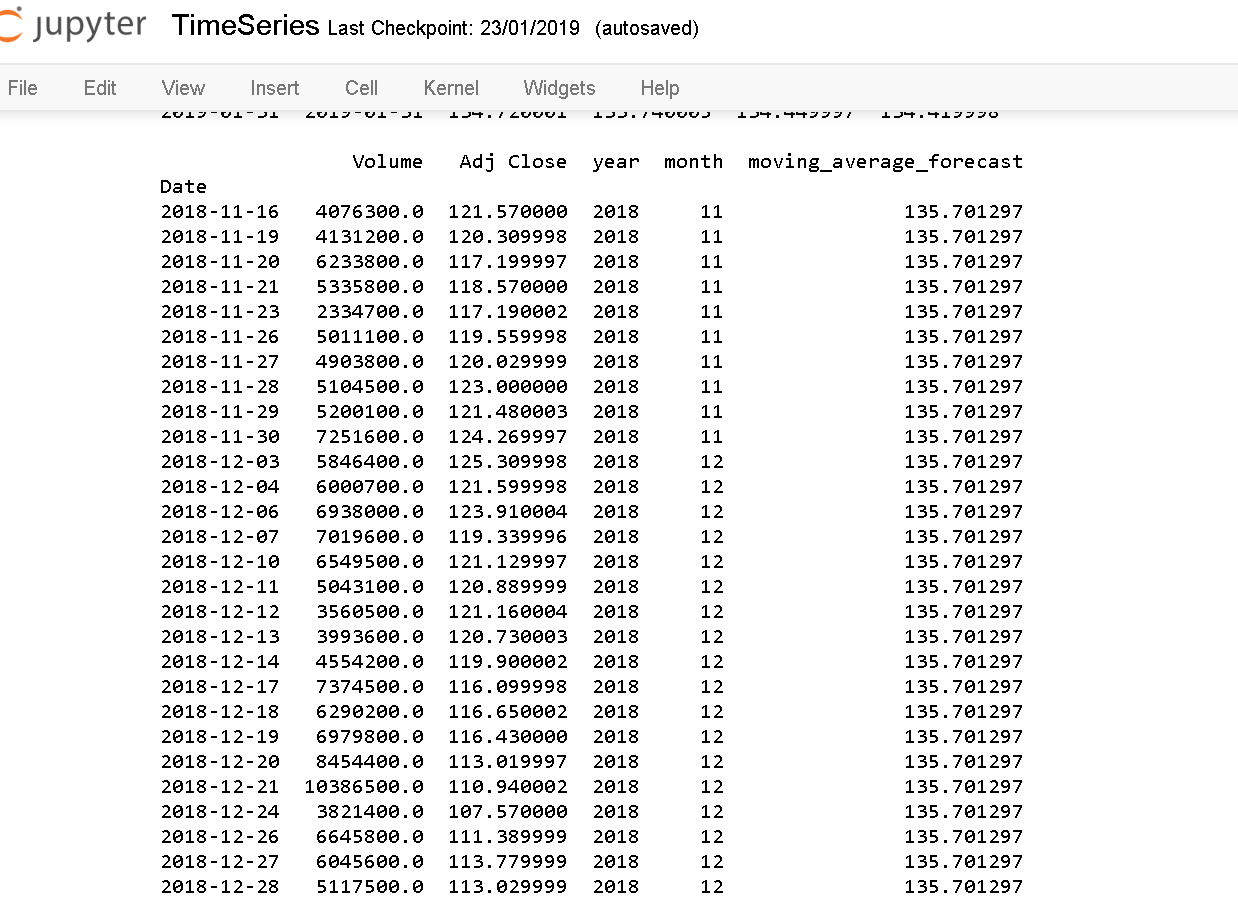 jupyter TimeSeries Last Checkpoint: 23/01/2019 (autosaved)
File Edit View Insert Cell Kernel Widgets Help
2019-01-31 2019-01-31 134.720001 135.740005 134.449997 134.419998
Volume Adj Close year month moving_average_forecast
Date
2018-11-16 4076300.0 121.570000 2018 11 135.701297
2018-11-19 4131200.0 120.309998 2018 11 135.701297
2018-11-20 6233800.0 117.199997 2018 11 135.701297
2018-11-21 5335800.0 118.570000 2018 11 135.701297
2018-11-23 2334700.0 117.190002 2018 11 135.701297
2018-11-26 5011100.0 119.559998 2018 11 135.701297
2018-11-27 4903800.0 120.029999 2018 11 135.701297
2018-11-28 5104500.0 123.000000 2018 11 135.701297
2018-11-29 5200100.0 121.480003 2018 11 135.701297
2018-11-30 7251600.0 124.269997 2018 11 135.701297
2018-12-03 5846400.0 125.309998 2018 12 135.701297
2018-12-04 6000700.0 121.599998 2018 12 135.701297
2018-12-06 6938000.0 123.910004 2018 12 135.701297
2018-12-07 7019600.0 119.339996 2018 12 135.701297
2018-12-10 6549500.0 121.129997 2018 12 135.701297
2018-12-11 5043100.0 120.889999 2018 12 135.701297
2018-12-12 3560500.0 121.160004 2018 12 135.701297
2018-12-13 3993600.0 120.730003 2018 12 135.701297
2018-12-14 4554200.0 119.900002 2018 12 135.701297
2018-12-17 7374500.0 116.099998 2018 12 135.701297
2018-12-18 6290200.0 116.650002 2018 12 135.701297
2018-12-19 6979800.0 116.430000 2018 12 135.701297
2018-12-20 8454400.0 113.019997 2018 12 135.701297
2018-12-21 10386500.0 110.940002 2018 12 135.701297
2018-12-24 3821400.0 107.570000 2018 12 135.701297
2018-12-26 6645800.0 111.389999 2018 12 135.701297
2018-12-27 6045600.0 113.779999 2018 12 135.701297
2018-12-28 5117500.0 113.029999 2018 12 135.701297